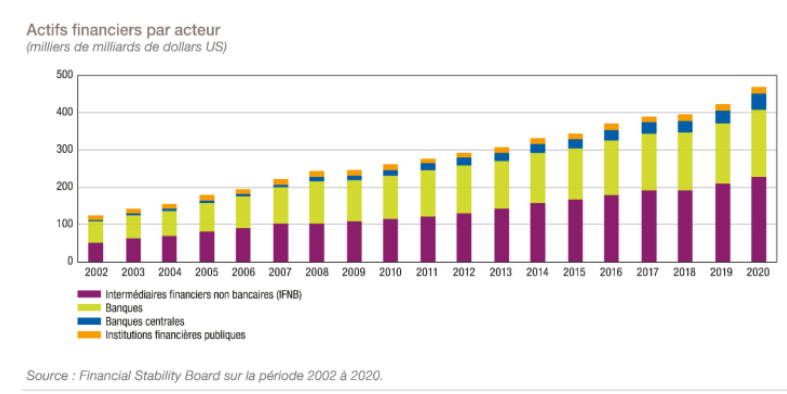 Actifs financiers par acteur
(milliers de milliards de dollars US)
500
400
300
200
100
0
2002 2003 2004 2005 2006 2007 2008 2009 2010 2011 2012 2013 2014 2015 2016 2017 2018 2019 2020
Intermédiaires financiers non bancaires (IFNB)
Banques
Banques centrales
Institutions financières publiques
Source : Financial Stability Board sur la période 2002 à 2020.